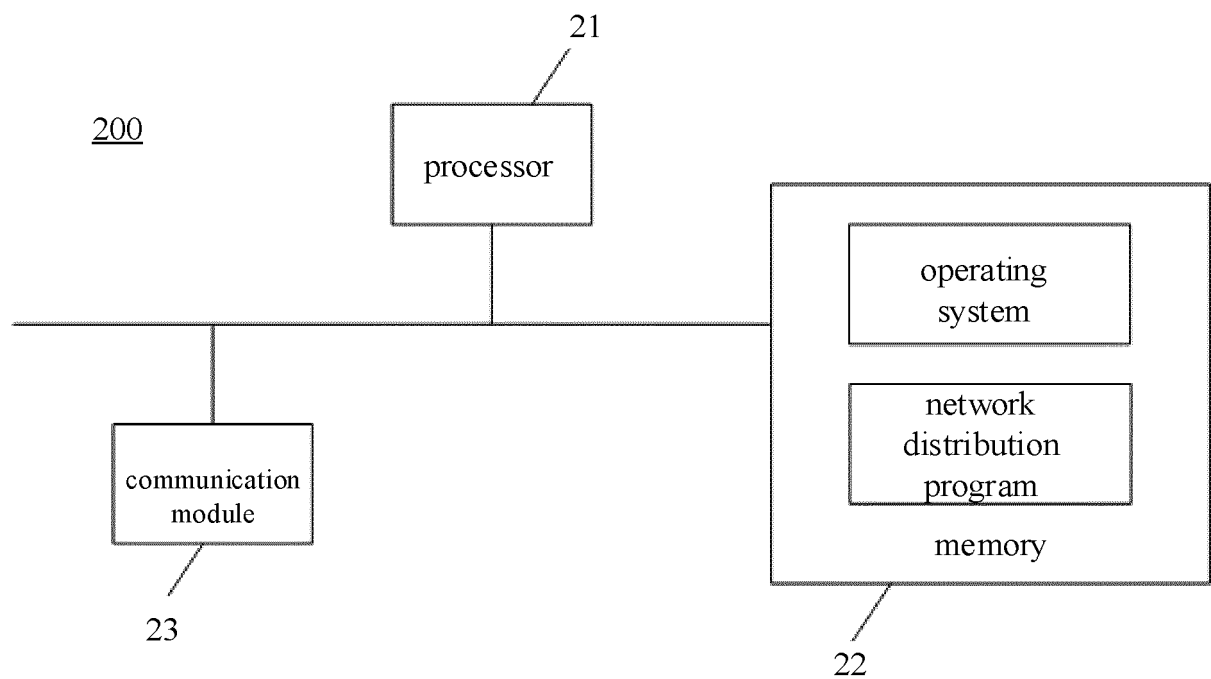 21
200
processor
operating
system
network
distribution
program
communication
module
memory
23
22